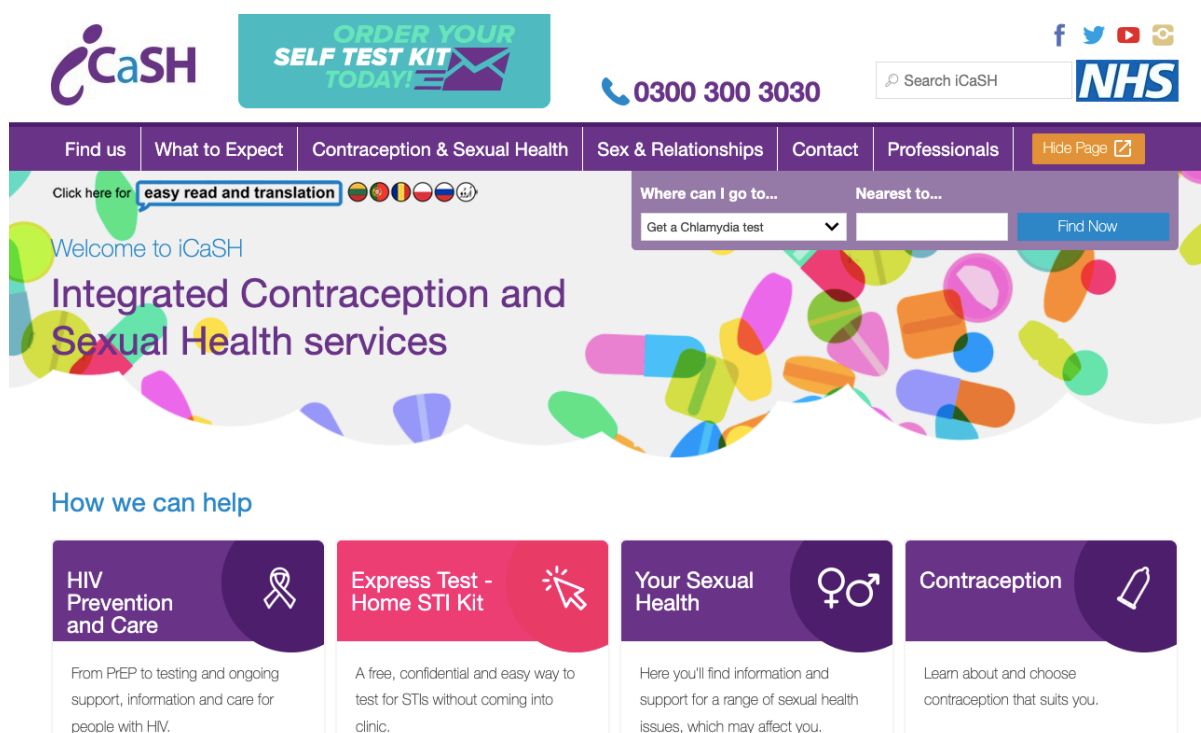 iCaSH
ORDER YOUR
SELF TEST KIT
TODAY!
0300 300 3030
Search iCaSH
NHS
Find us
What to Expect
Contraception & Sexual Health
Sex & Relationships
Contact
Professionals
Hide Page
Click here for easy read and translation
Where can I go to...
Nearest to...
Get a Chlamydia test
Find Now
Welcome to iCaSH
Integrated Contraception and
Sexual Health services
How we can help
HIV
Prevention
and Care
From PrEP to testing and ongoing
support, information and care for
people with HIV.
Express Test -
Home STI Kit
A free, confidential and easy way to
test for STIs without coming into
clinic.
Your Sexual
Health
Here you'll find information and
support for a range of sexual health
issues, which may affect you.
Contraception
Learn about and choose
contraception that suits you.